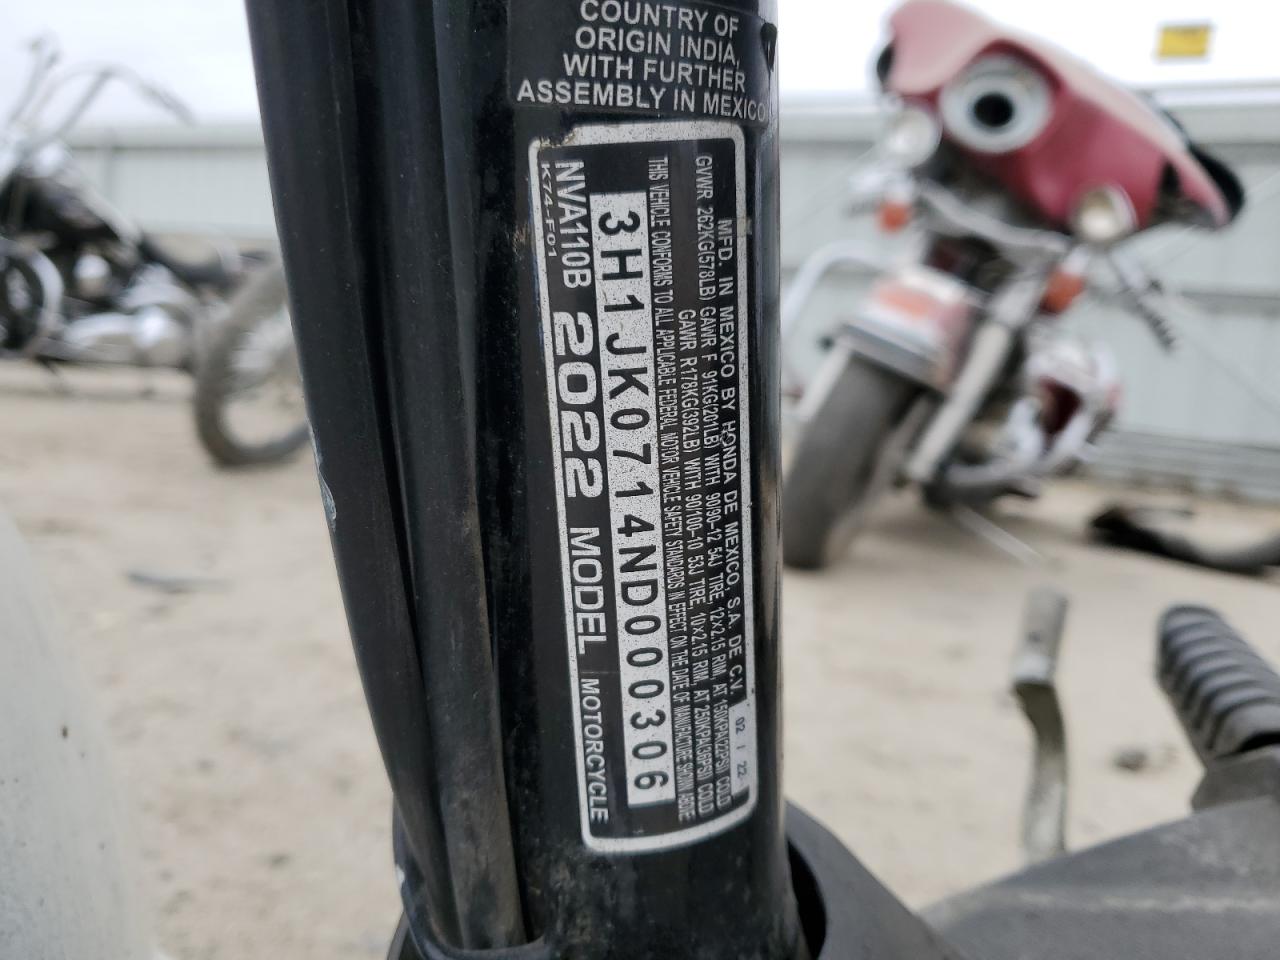 COUNTRY OF
ORIGIN INDIA,
WITH FURTHER
ASSEMBLY IN MEXICO
MFD. IN MEXICO BY HONDA DE MEXICO, S.A. DE C.V. 02 / 22
GVWR 262KG(578LB) GAWR F 91KG(201LB) WITH 90/90-12 54J TIRE, 12×2.15 RIM, AT 150KPA(22PSI) COLD
GAWR R178KG(392LB) WITH 90/100-10 53J TIRE, 10×2.15 RIM, AT 250KPA(36PSI) COLD
THIS VEHICLE CONFORMS TO ALL APPLICABLE FEDERAL MOTOR VEHICLE SAFETY STANDARDS IN EFFECT ON THE DATE OF MANUFACTURE SHOWN ABOVE
3H1JK0714ND000306
NVA110B 2022 MODEL MOTORCYCLE
K74-F01